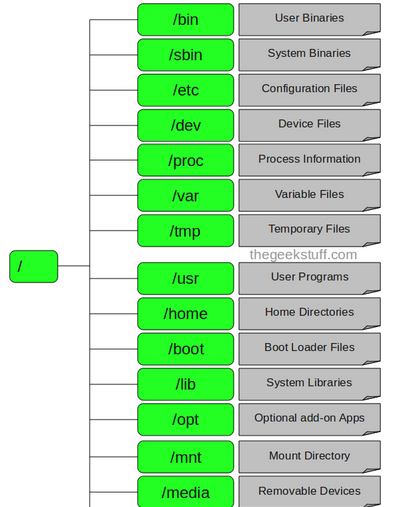 /bin User Binaries
/sbin System Binaries
/etc Configuration Files
/dev Device Files
/proc Process Information
/var Variable Files
/tmp Temporary Files
thegeekstuff.com
/
/usr User Programs
/home Home Directories
/boot Boot Loader Files
/lib System Libraries
/opt Optional add-on Apps
/mnt Mount Directory
/media Removable Devices